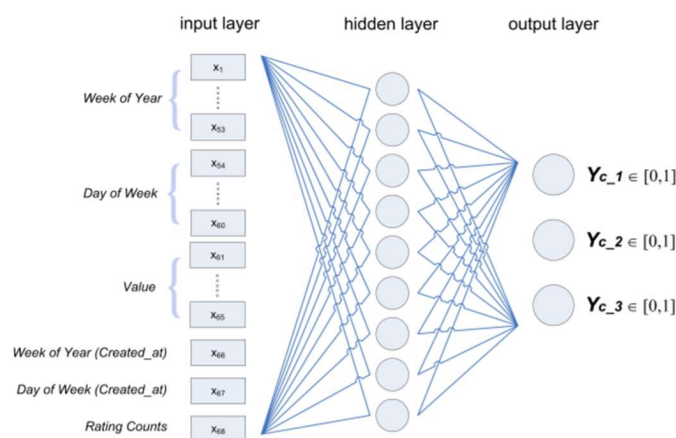 input layer hidden layer output layer
x₁
Week of Year
x₅₃
x₅₄
Day of Week
x₆₀
x₆₁
Value
x₆₅
Week of Year (Created_at) x₆₆
Day of Week (Created_at) x₆₇
Rating Counts x₆₈
Yc_1 ∈ [0,1]
Yc_2 ∈ [0,1]
Yc_3 ∈ [0,1]